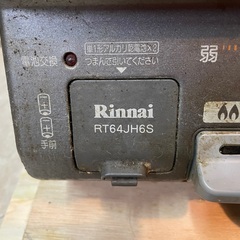 電池交換
単1形アルカリ乾電池×2
つまんで引いてください
弱
Rinnai
RT64JH6S
手前